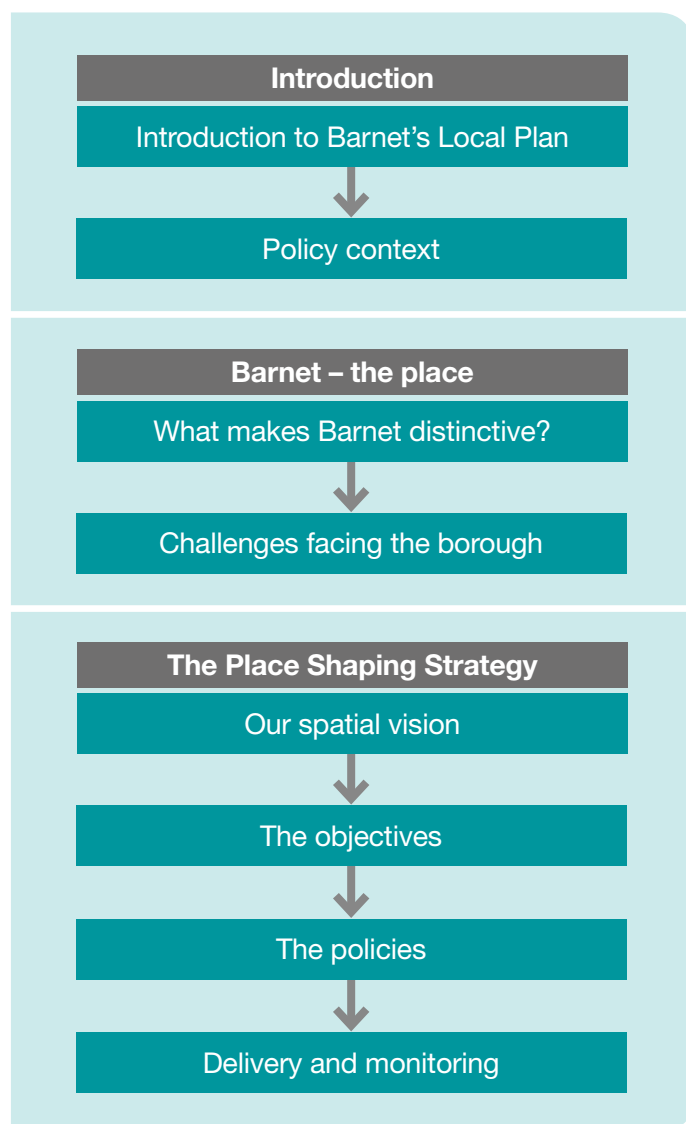 Introduction
Introduction to Barnet’s Local Plan
Policy context
Barnet – the place
What makes Barnet distinctive?
Challenges facing the borough
The Place Shaping Strategy
Our spatial vision
The objectives
The policies
Delivery and monitoring